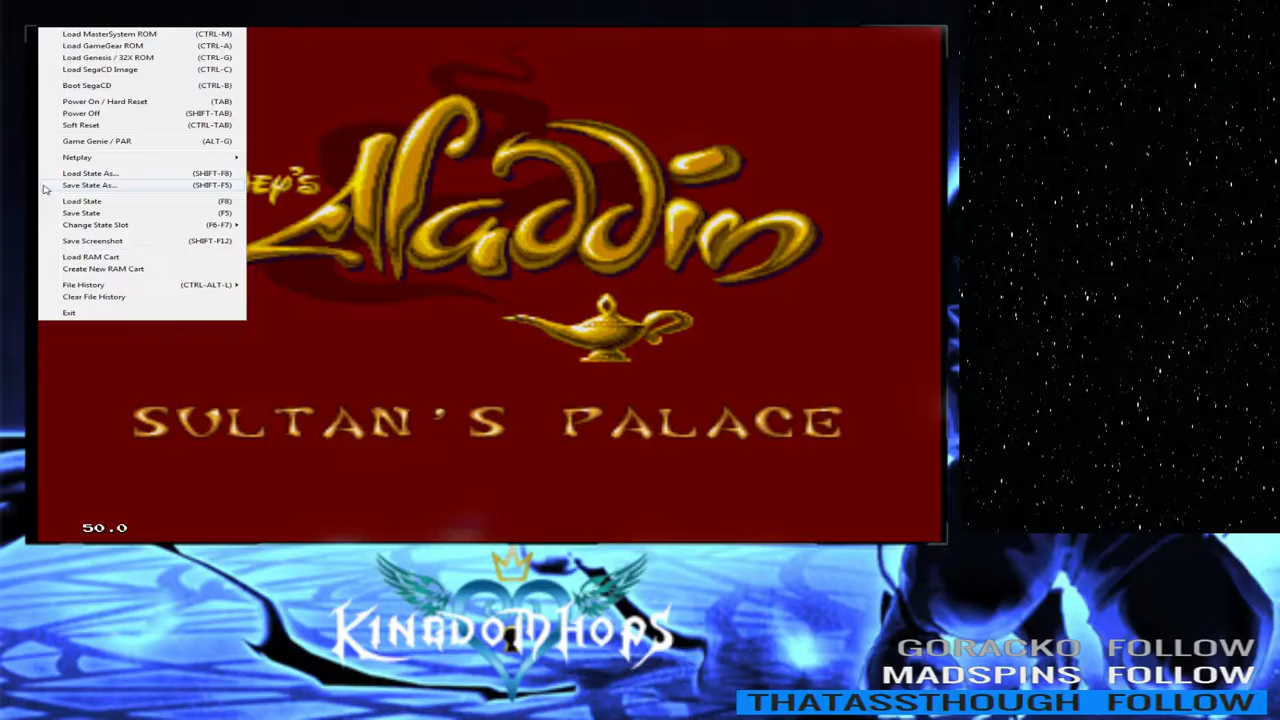 Load MasterSystem ROM (CTRL-M)
Load GameGear ROM (CTRL-A)
Load Genesis / 32X ROM (CTRL-G)
Load SegaCD Image (CTRL-C)
Boot SegaCD (CTRL-B)
Power On / Hard Reset (TAB)
Power Off (SHIFT-TAB)
Soft Reset (CTRL-TAB)
Game Genie / PAR (ALT-G)
Netplay
Load State As... (SHIFT-F8)
Save State As... (SHIFT-F5)
Load State (F8)
Save State (F5)
Change State Slot (F6-F7)
Save Screenshot (SHIFT-F12)
Load RAM Cart
Create New RAM Cart
File History (CTRL-ALT-L)
Clear File History
Exit
Aladdin
SULTAN'S PALACE
50.0
KINGDOMHOPS
GORACKO FOLLOW
MADSPINS FOLLOW
THATASSTHOUGH FOLLOW